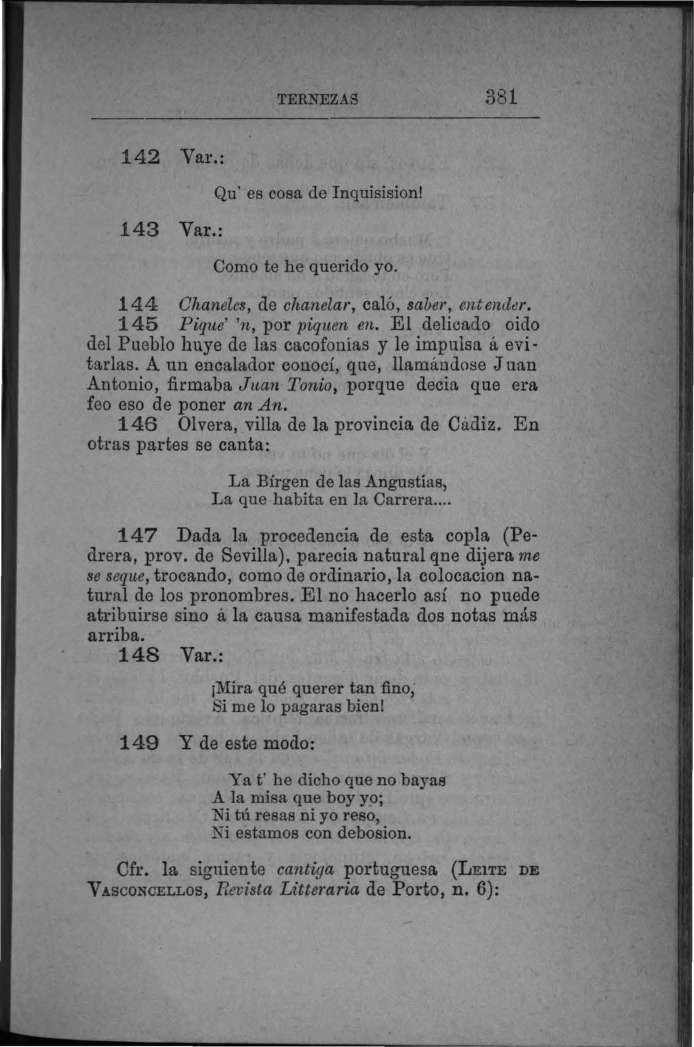 TERNEZAS 381
142 Var.:
Qu' es cosa de Inquisision!
143 Var.:
Como te he querido yo.
144 Chaneles, de chanelar, caló, saber, entender.
145 Pique' 'n, por piquen en. El delicado oido
del Pueblo huye de las cacofonias y le impulsa á evi-
tarlas. A un encalador conocí, que, llamándose Juan
Antonio, firmaba Juan Tonio, porque decia que era
feo eso de poner an An.
146 Olvera, villa de la provincia de Cádiz. En
otras partes se canta:
La Bírgen de las Angustias,
La que habita en la Carrera....
147 Dada la procedencia de esta copla (Pe-
drera, prov. de Sevilla), parecia natural qne dijera me
se seque, trocando, como de ordinario, la colocacion na-
tural de los pronombres. El no hacerlo así no puede
atribuirse sino á la causa manifestada dos notas más
arriba.
148 Var.:
¡Mira qué querer tan fino,
Si me lo pagaras bien!
149 Y de este modo:
Ya t' he dicho que no bayas
A la misa que boy yo;
Ni tú resas ni yo reso,
Ni estamos con debosion.
Cfr. la siguiente cantiga portuguesa (LEITE DE
VASCONCELLOS, Revista Litteraria de Porto, n. 6):